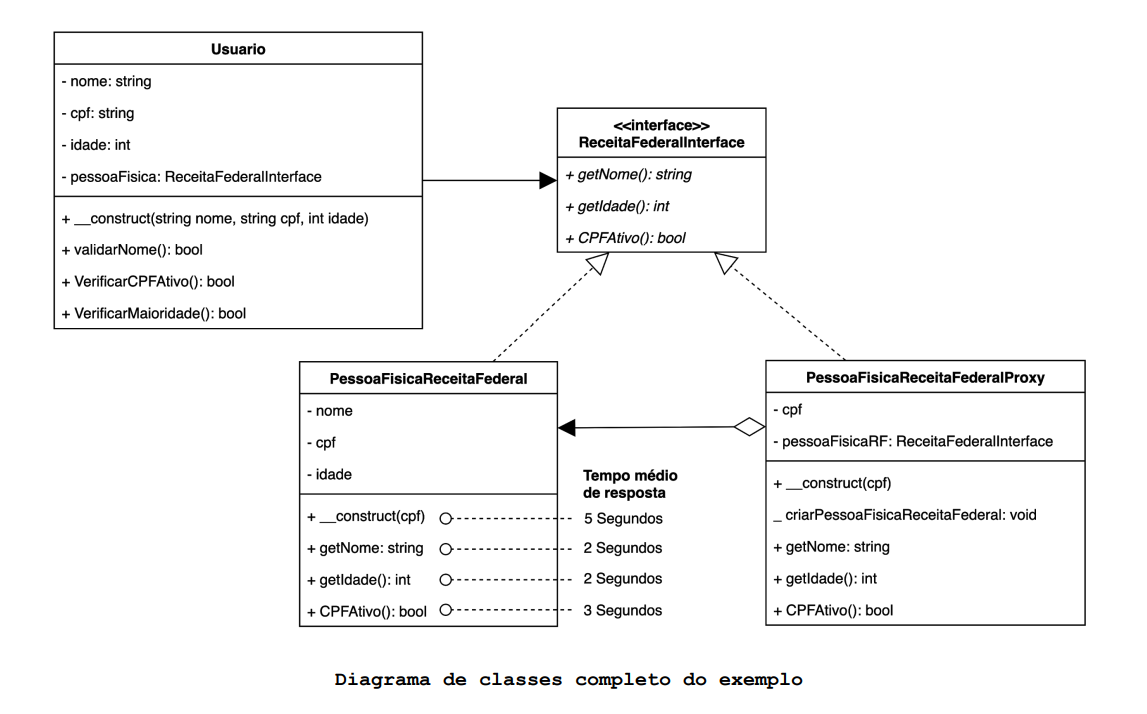 Usuario
- nome: string
- cpf: string
- idade: int
- pessoaFisica: ReceitaFederalInterface
+ __construct(string nome, string cpf, int idade)
+ validarNome(): bool
+ VerificarCPFAtivo(): bool
+ VerificarMaioridade(): bool
<<interface>>
ReceitaFederalInterface
+ getNome(): string
+ getIdade(): int
+ CPFAtivo(): bool
PessoaFisicaReceitaFederal
- nome
- cpf
- idade
+ __construct(cpf)
+ getNome: string
+ getIdade(): int
+ CPFAtivo(): bool
Tempo médio
de resposta
5 Segundos
2 Segundos
2 Segundos
3 Segundos
PessoaFisicaReceitaFederalProxy
- cpf
- pessoaFisicaRF: ReceitaFederalInterface
+ __construct(cpf)
_ criarPessoaFisicaReceitaFederal: void
+ getNome: string
+ getIdade(): int
+ CPFAtivo(): bool
Diagrama de classes completo do exemplo